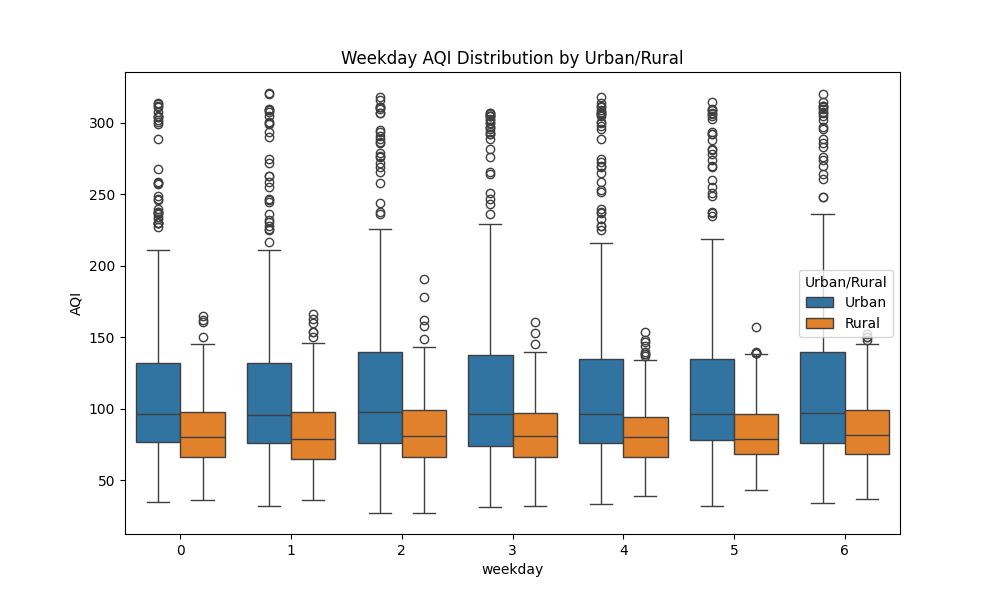 Weekday AQI Distribution by Urban/Rural
AQI
300
250
200
150
100
50
Urban/Rural
Urban
Rural
0 1 2 3 4 5 6
weekday